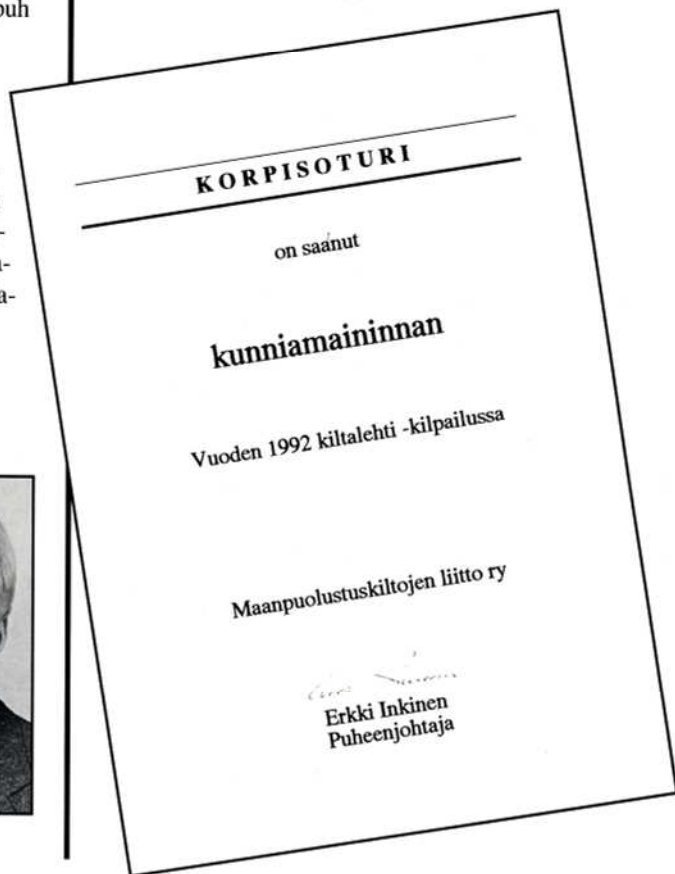 KORPISOTURI
on saanut
kunniamaininnan
Vuoden 1992 kiltalehti -kilpailussa
Maanpuolustuskiltojen liitto ry
Erkki Inkinen
Puheenjohtaja